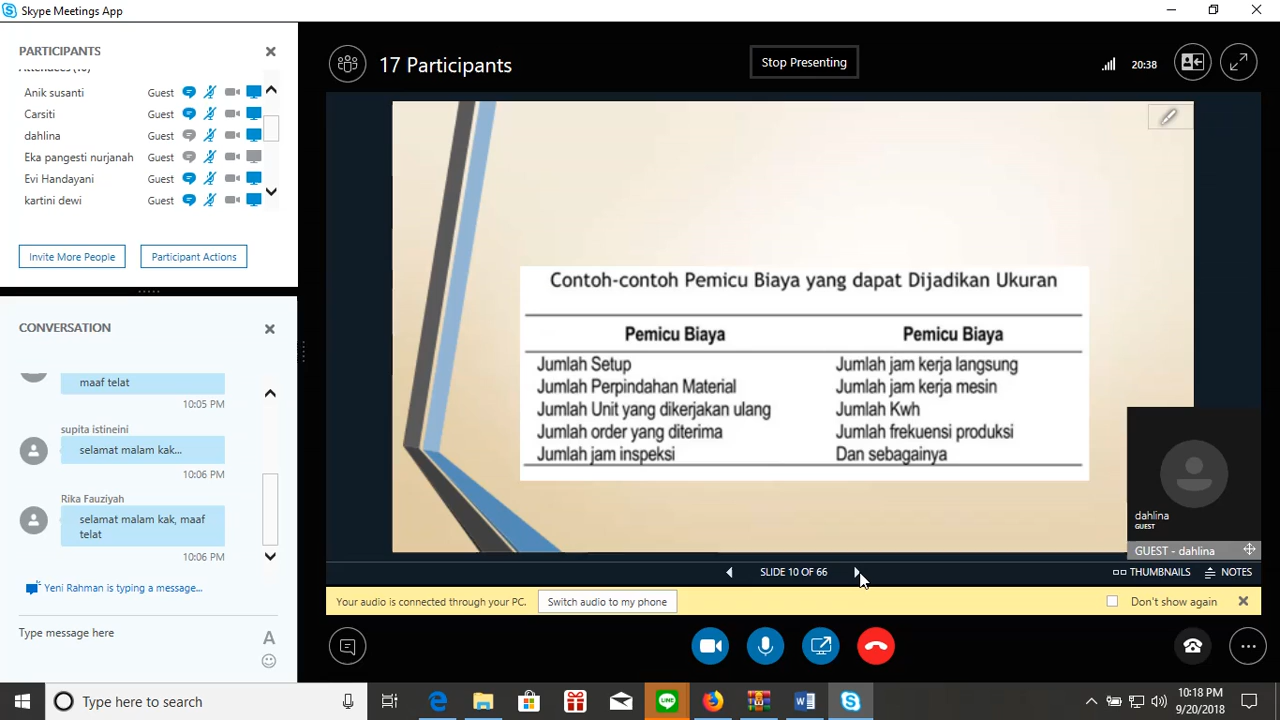 Skype Meetings App
PARTICIPANTS
Anik susanti Guest
Carsiti Guest
dahlina Guest
Eka pangesti nurjanah Guest
Evi Handayani Guest
kartini dewi Guest
Invite More People Participant Actions
CONVERSATION
maaf telat
10:05 PM
supita istineini
selamat malam kak...
10:06 PM
Rika Fauziyah
selamat malam kak, maaf
telat
10:06 PM
Yeni Rahman is typing a message...
Type message here
A
17 Participants
Stop Presenting
20:38
Contoh-contoh Pemicu Biaya yang dapat Dijadikan Ukuran
Pemicu Biaya Pemicu Biaya
Jumlah Setup Jumlah jam kerja langsung
Jumlah Perpindahan Material Jumlah jam kerja mesin
Jumlah Unit yang dikerjakan ulang Jumlah Kwh
Jumlah order yang diterima Jumlah frekuensi produksi
Jumlah jam inspeksi Dan sebagainya
dahlina
GUEST
GUEST - dahlina
SLIDE 10 OF 66
THUMBNAILS NOTES
Your audio is connected through your PC. Switch audio to my phone Don't show again
Type here to search
LINE
10:18 PM
9/20/2018